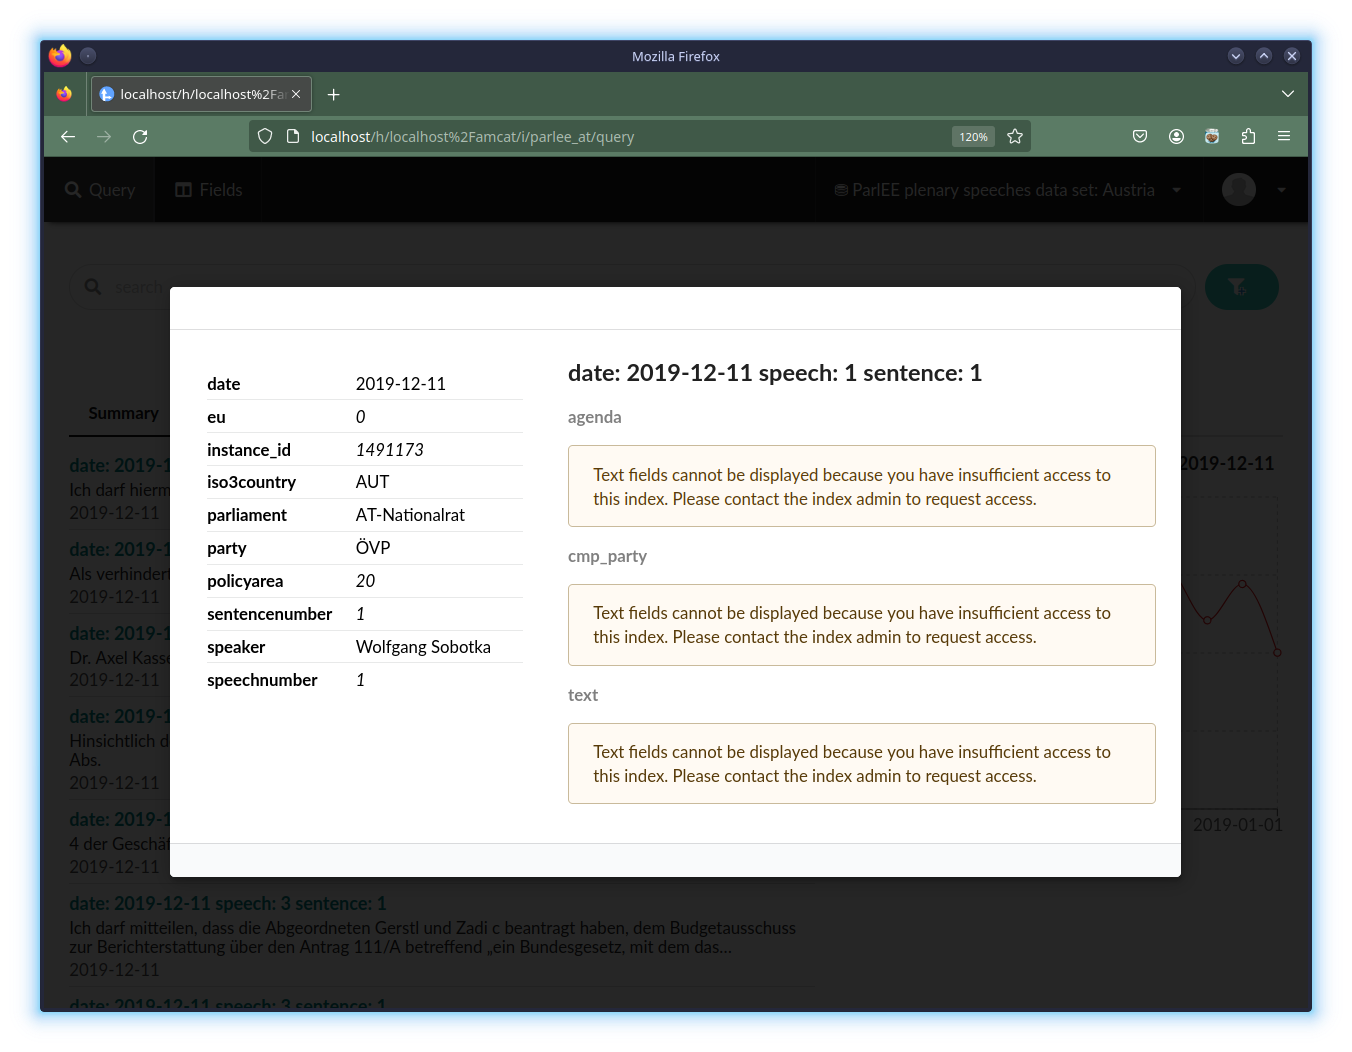 Mozilla Firefox
localhost/h/localhost%2Fa
localhost/h/localhost%2Famcat/i/parlee_at/query
120%
Query
Fields
ParlEE plenary speeches data set: Austria
search
date: 2019-12-11 speech: 1 sentence: 1
date 2019-12-11
eu 0
instance_id 1491173
iso3country AUT
parliament AT-Nationalrat
party ÖVP
policyarea 20
sentencenumber 1
speaker Wolfgang Sobotka
speechnumber 1
agenda
Text fields cannot be displayed because you have insufficient access to
this index. Please contact the index admin to request access.
cmp_party
Text fields cannot be displayed because you have insufficient access to
this index. Please contact the index admin to request access.
text
Text fields cannot be displayed because you have insufficient access to
this index. Please contact the index admin to request access.
Summary
date: 2019-1
Ich darf hierm
2019-12-11
date: 2019-1
Als verhindert
2019-12-11
date: 2019-1
Dr. Axel Kasse
2019-12-11
date: 2019-1
Hinsichtlich d
Abs.
2019-12-11
date: 2019-1
4 der Geschäf
2019-12-11
date: 2019-12-11 speech: 3 sentence: 1
Ich darf mitteilen, dass die Abgeordneten Gerstl und Zadi c beantragt haben, dem Budgetausschuss
zur Berichterstattung über den Antrag 111/A betreffend „ein Bundesgesetz, mit dem das...
2019-12-11
date: 2019-12-11 speech: 3 sentence: 1
2019-12-11
2019-01-01